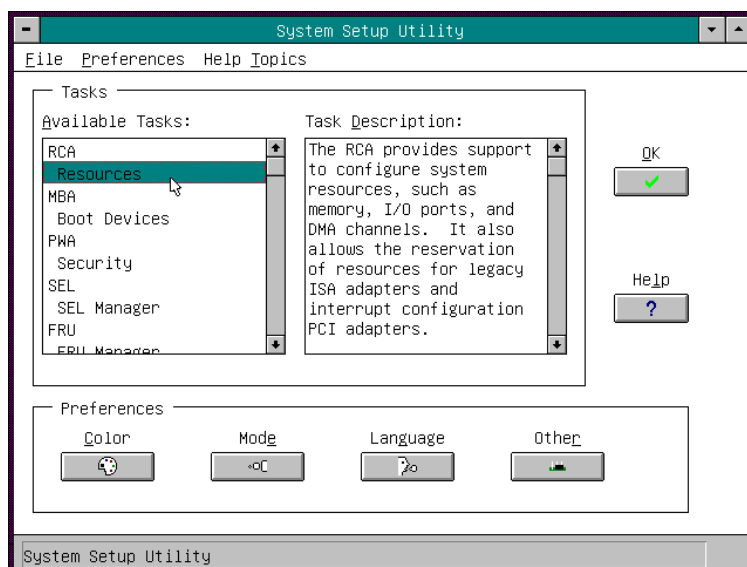 System Setup Utility
File Preferences Help Topics
Tasks
Available Tasks:
RCA
Resources
MBA
Boot Devices
PWA
Security
SEL
SEL Manager
FRU
FRU Manager
Task Description:
The RCA provides support
to configure system
resources, such as
memory, I/O ports, and
DMA channels. It also
allows the reservation
of resources for legacy
ISA adapters and
interrupt configuration
PCI adapters.
OK
Help
?
Preferences
Color Mode Language Other
System Setup Utility